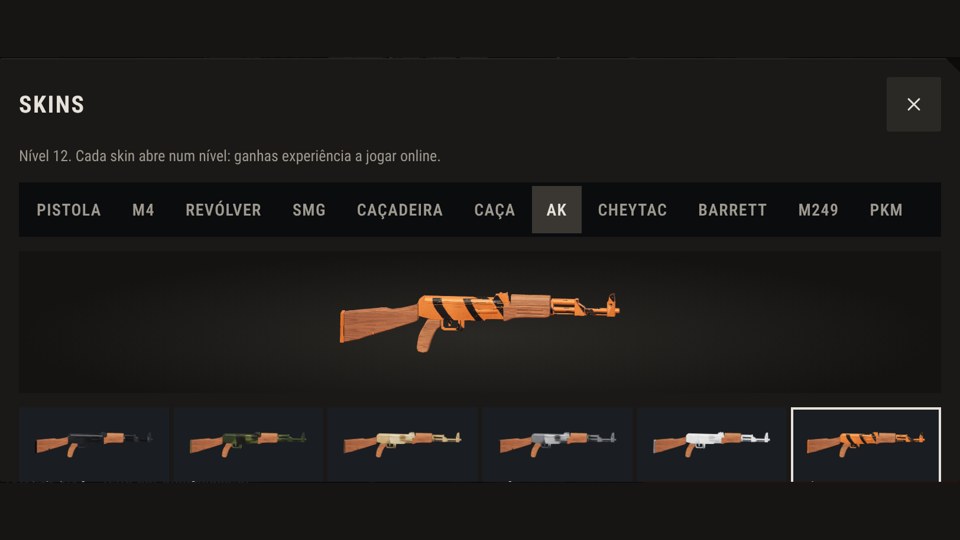 SKINS
Nível 12. Cada skin abre num nível: ganhas experiência a jogar online.
PISTOLA M4 REVÓLVER SMG CAÇADEIRA CAÇA AK CHEYTAC BARRETT M249 PKM